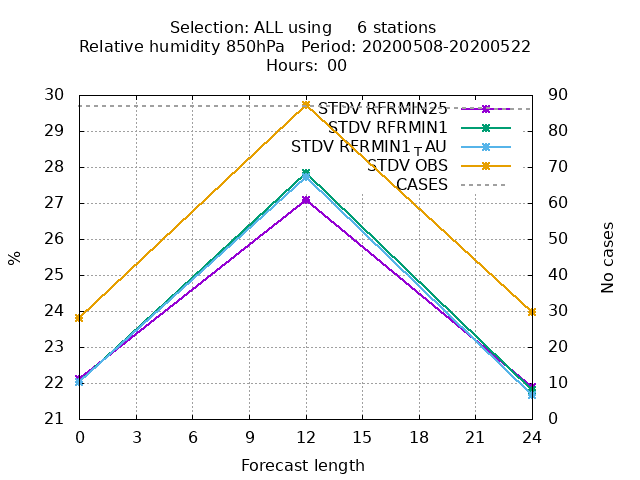 Selection: ALL using     6 stations
Relative humidity 850hPa   Period: 20200508-20200522
Hours:  00
30 90
STDV RFRMIN25
29 80
STDV RFRMIN1
STDV RFRMIN1TAU
28 70
STDV OBS
CASES
27 60
26 50
25 40
24 30
23 20
22 10
21 0
%
No cases
0 3 6 9 12 15 18 21 24
Forecast length